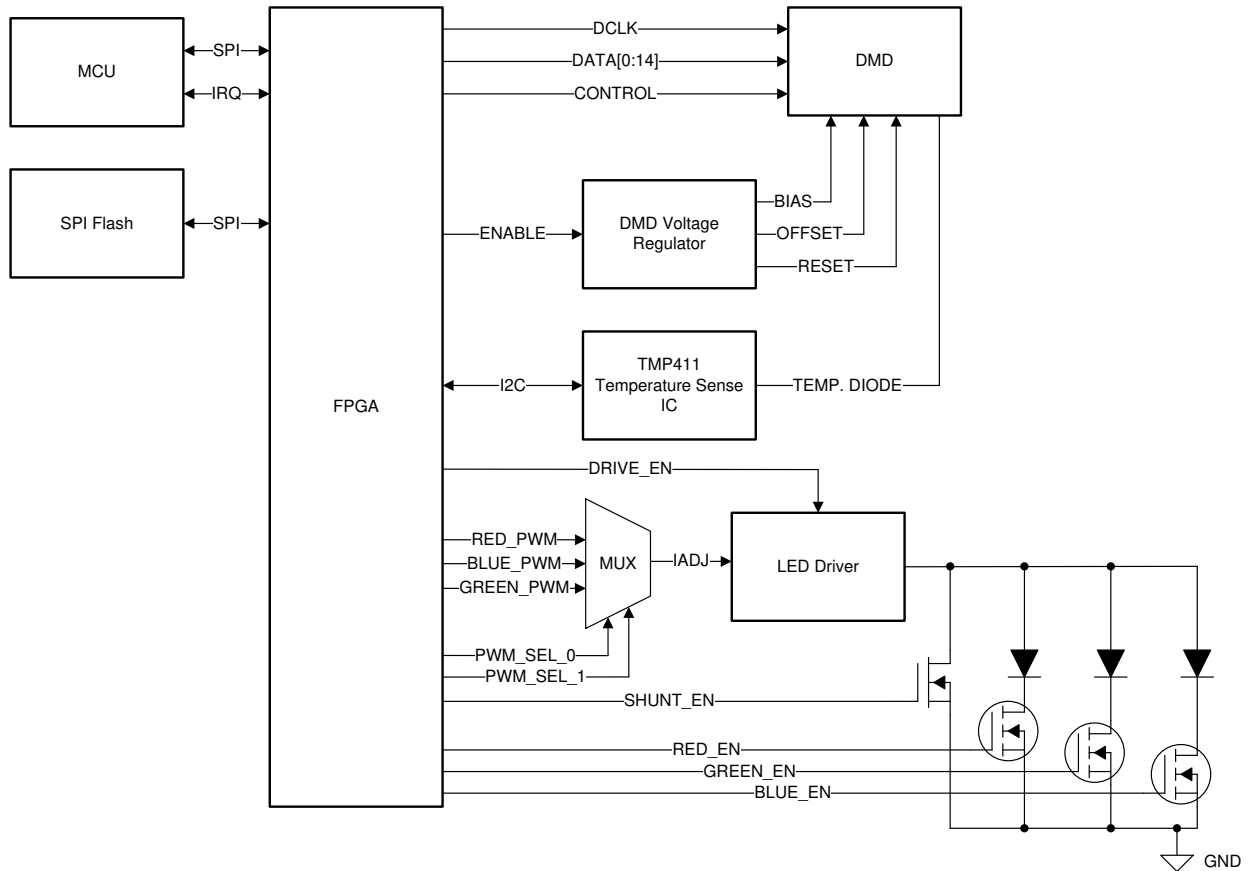 MCU
SPI
IRQ
SPI Flash
SPI
FPGA
DCLK
DATA[0:14]
CONTROL
DMD
ENABLE
DMD Voltage
Regulator
BIAS
OFFSET
RESET
I2C
TMP411
Temperature Sense
IC
TEMP. DIODE
DRIVE_EN
RED_PWM
BLUE_PWM
GREEN_PWM
MUX
IADJ
LED Driver
PWM_SEL_0
PWM_SEL_1
SHUNT_EN
RED_EN
GREEN_EN
BLUE_EN
GND